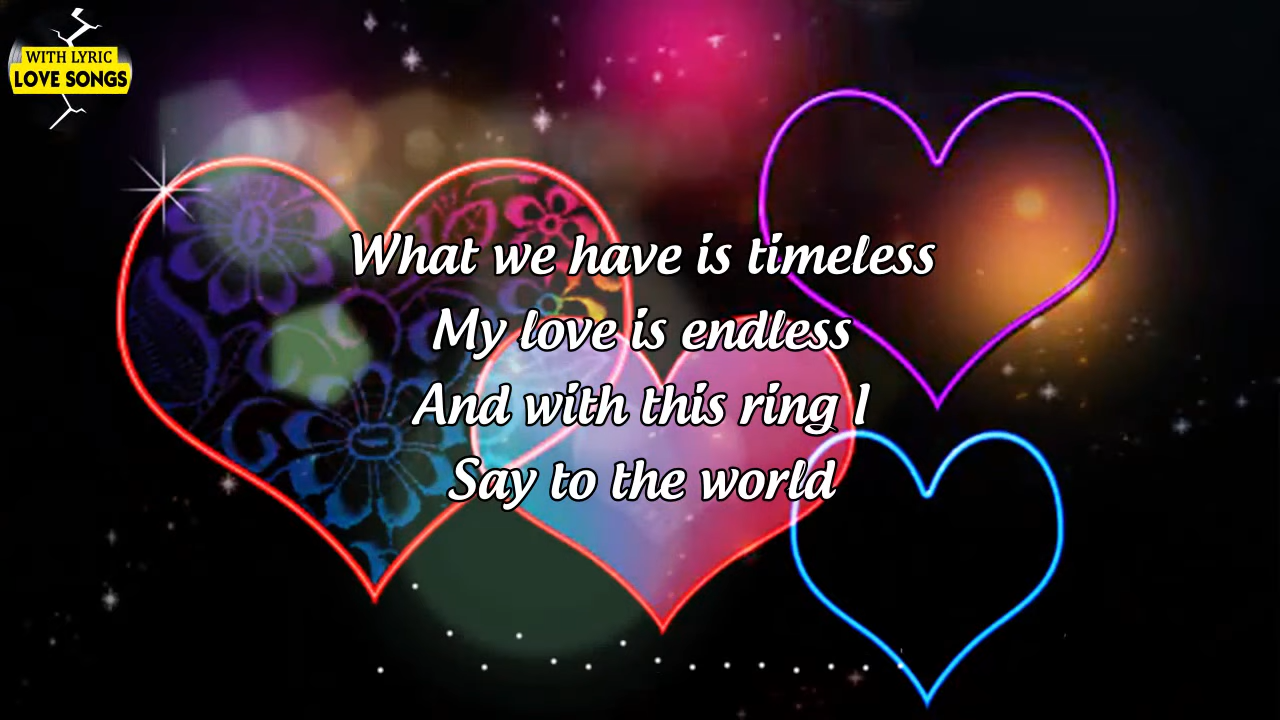 WITH LYRIC
LOVE SONGS
What we have is timeless
My love is endless
And with this ring I
Say to the world